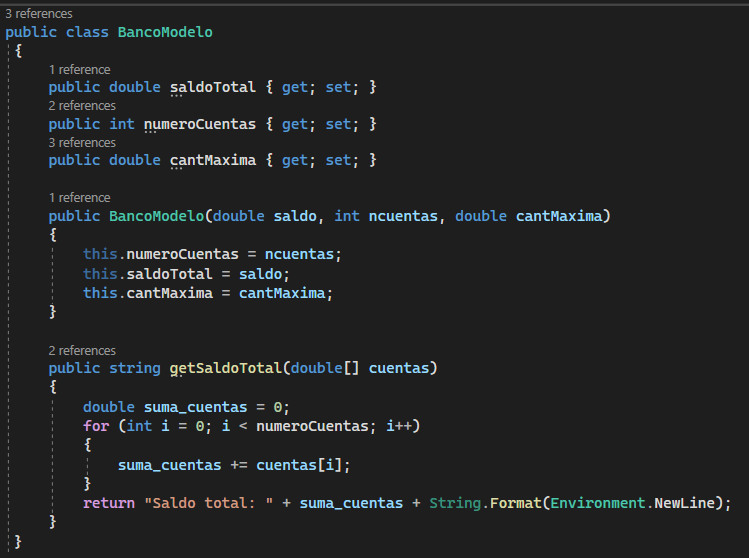 3 references
public class BancoModelo
{
1 reference
public double saldoTotal { get; set; }
2 references
public int numeroCuentas { get; set; }
3 references
public double cantMaxima { get; set; }
1 reference
public BancoModelo(double saldo, int ncuentas, double cantMaxima)
{
this.numeroCuentas = ncuentas;
this.saldoTotal = saldo;
this.cantMaxima = cantMaxima;
}
2 references
public string getSaldoTotal(double[] cuentas)
{
double suma_cuentas = 0;
for (int i = 0; i < numeroCuentas; i++)
{
suma_cuentas += cuentas[i];
}
return "Saldo total: " + suma_cuentas + String.Format(Environment.NewLine);
}
}